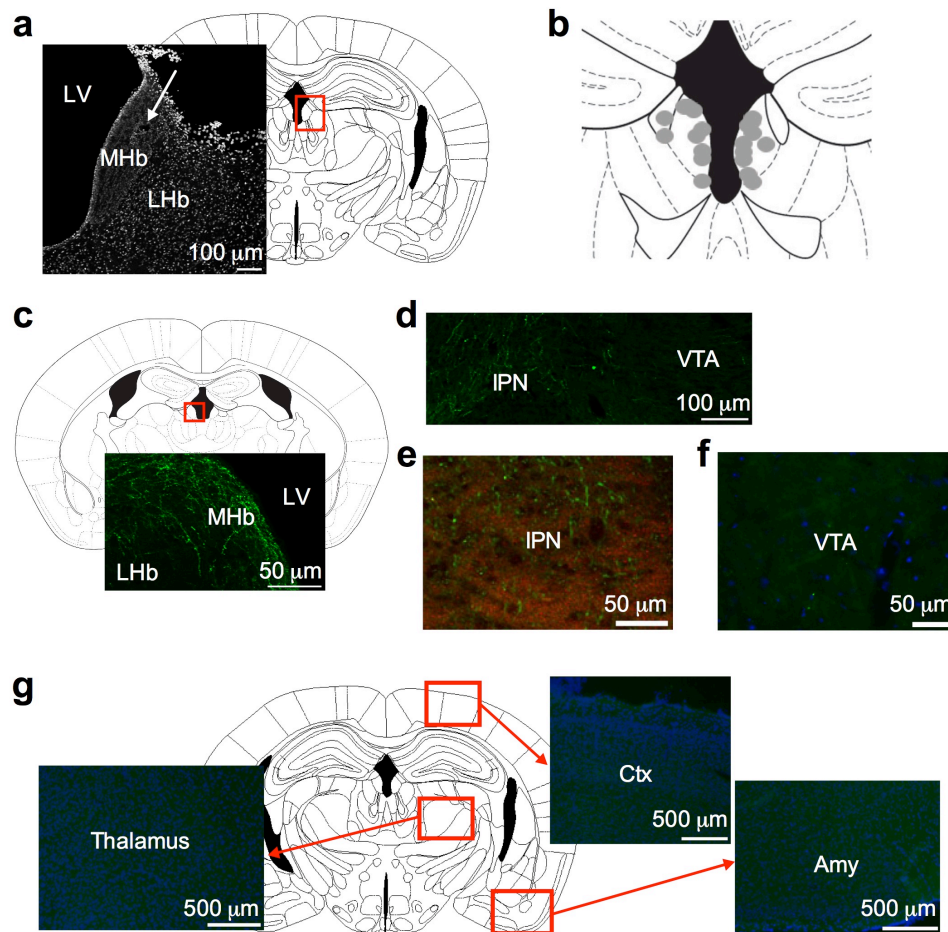 a
LV
MHb
LHb
100 μm
b
c
LHb
MHb
LV
50 μm
d
IPN
VTA
100 μm
e
IPN
50 μm
f
VTA
50 μm
g
Thalamus
500 μm
Ctx
500 μm
Amy
500 μm